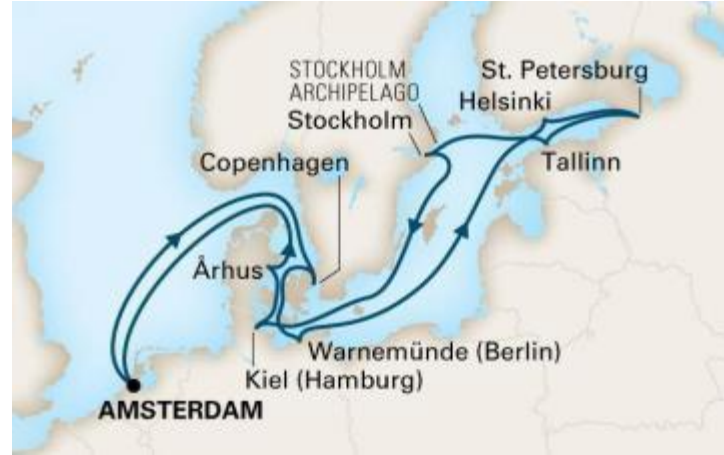 STOCKHOLM
ARCHIPELAGO
Stockholm
St. Petersburg
Helsinki
Tallinn
Copenhagen
Århus
Warnemünde (Berlin)
Kiel (Hamburg)
AMSTERDAM